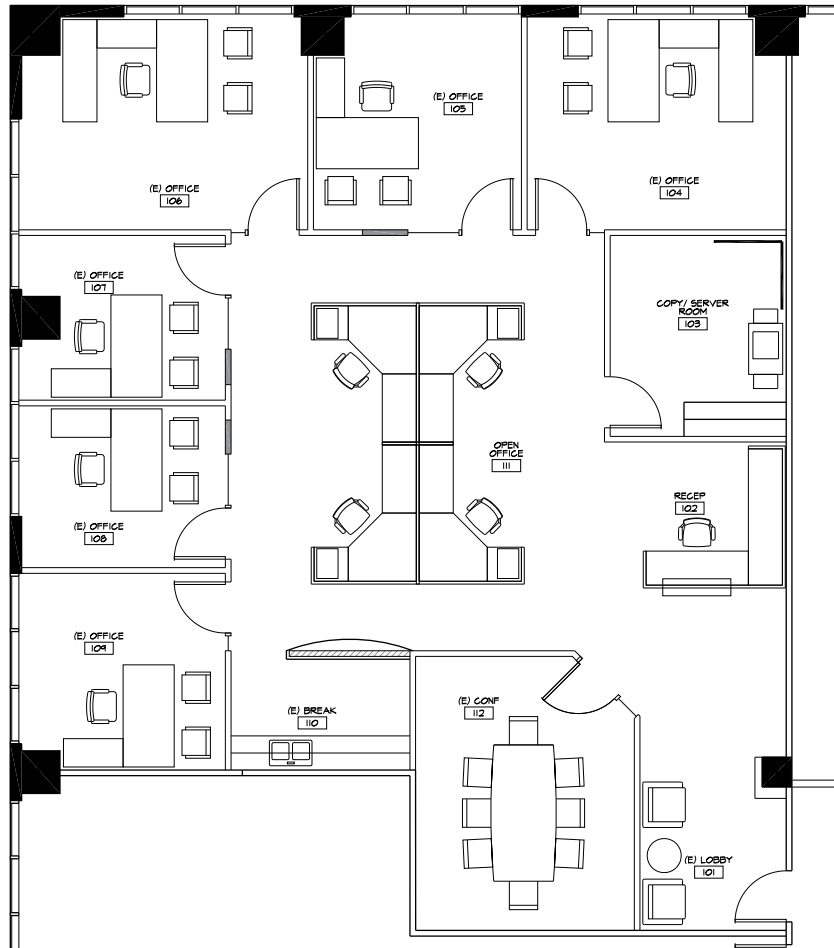 (E) OFFICE
105
(E) OFFICE
106
(E) OFFICE
104
(E) OFFICE
107
COPY/ SERVER
ROOM
103
OPEN
OFFICE
111
RECEP
102
(E) OFFICE
108
(E) OFFICE
109
(E) BREAK
110
(E) CONF
112
(E) LOBBY
101